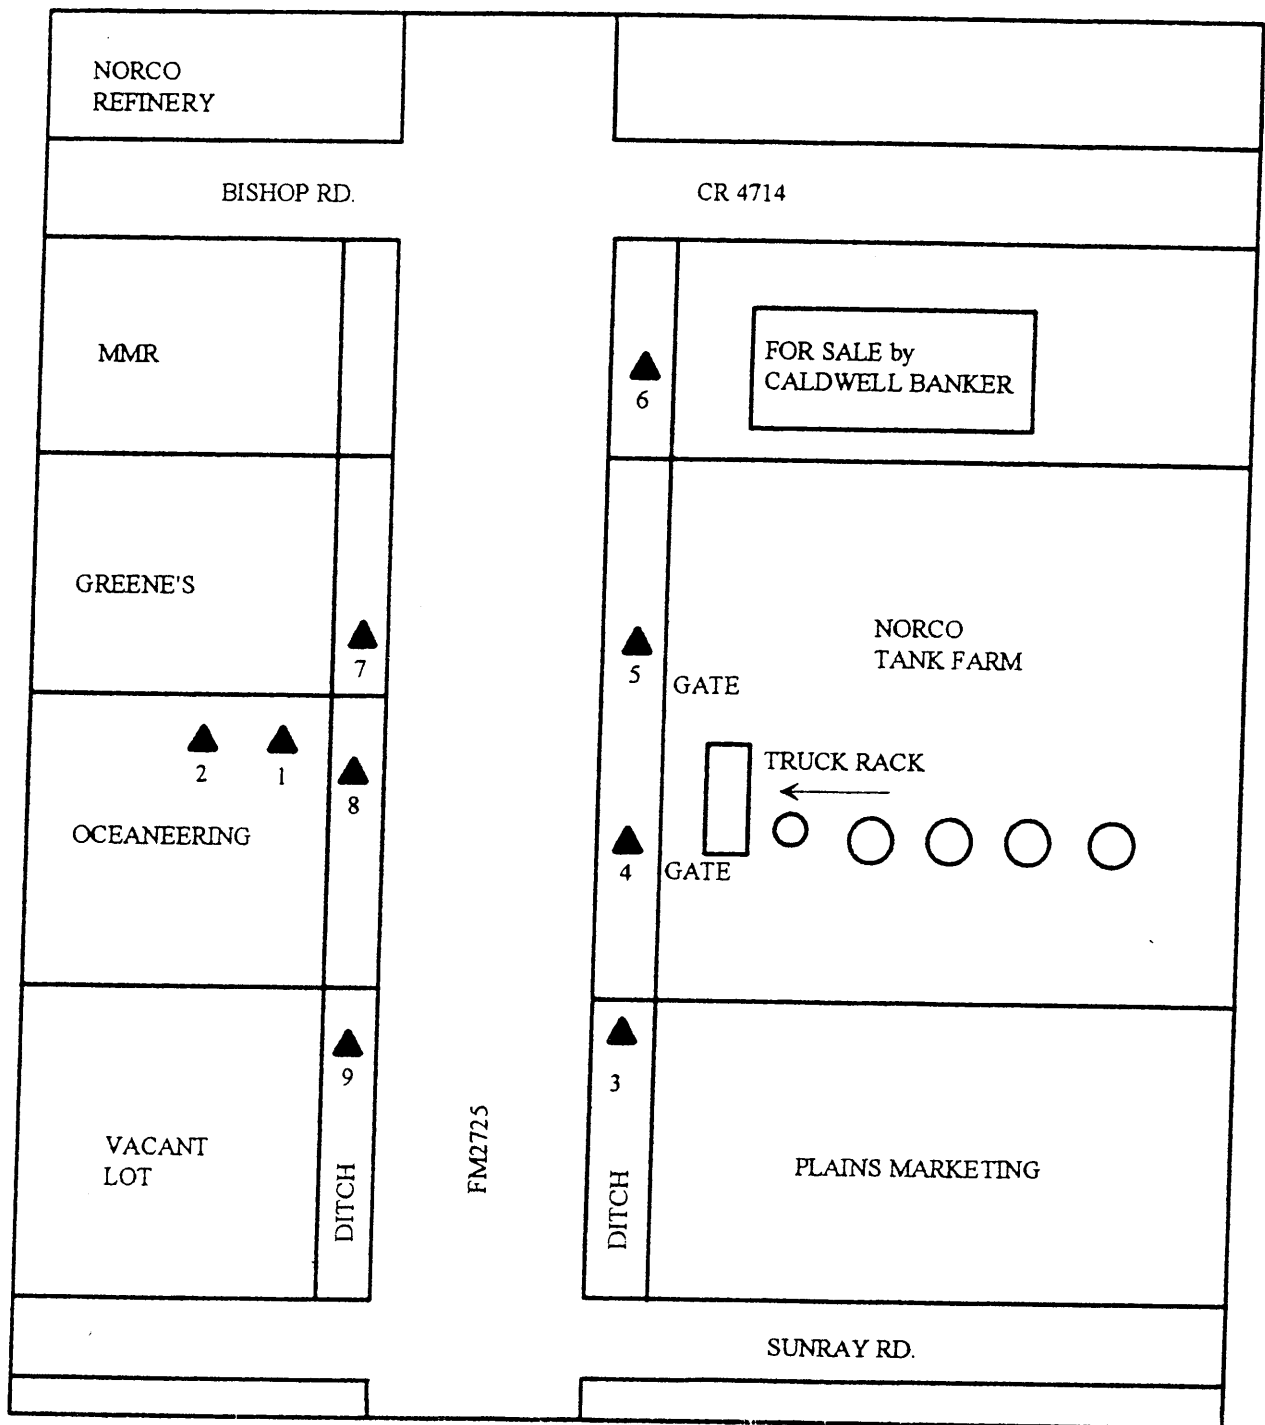 NORCO
REFINERY
BISHOP RD.
CR 4714
MMR
FOR SALE by
CALDWELL BANKER
6
GREENE'S
NORCO
TANK FARM
7
5
GATE
2
1
8
TRUCK RACK
OCEANEERING
4
GATE
9
3
VACANT
LOT
DITCH
FM2725
DITCH
PLAINS MARKETING
SUNRAY RD.